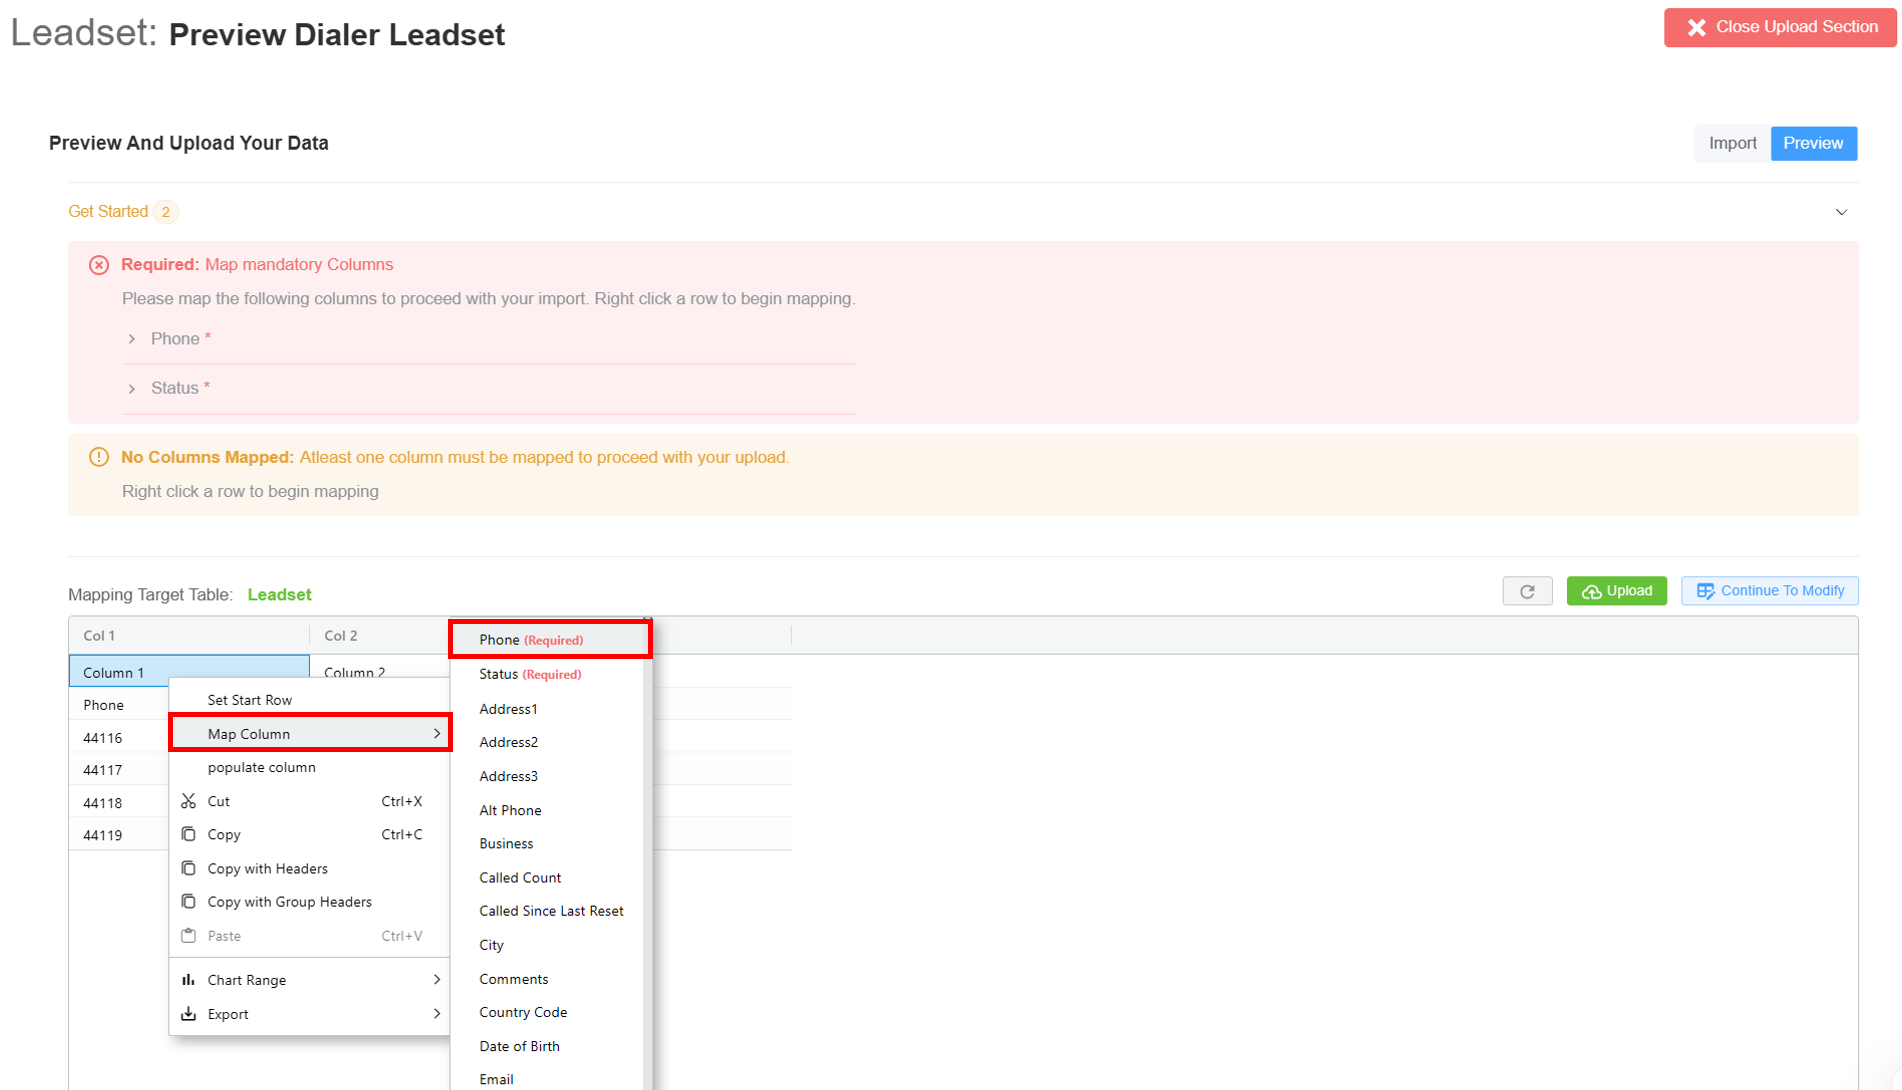 Leadset: Preview Dialer Leadset
Close Upload Section
Preview And Upload Your Data
Import
Preview
Get Started 2
Required: Map mandatory Columns
Please map the following columns to proceed with your import. Right click a row to begin mapping.
Phone *
Status *
No Columns Mapped: Atleast one column must be mapped to proceed with your upload.
Right click a row to begin mapping
Mapping Target Table: Leadset
Upload
Continue To Modify
Col 1
Col 2
Column 1
Column 2
Phone
44116
44117
44118
44119
Set Start Row
Map Column
populate column
Cut Ctrl+X
Copy Ctrl+C
Copy with Headers
Copy with Group Headers
Paste Ctrl+V
Chart Range
Export
Phone (Required)
Status (Required)
Address1
Address2
Address3
Alt Phone
Business
Called Count
Called Since Last Reset
City
Comments
Country Code
Date of Birth
Email